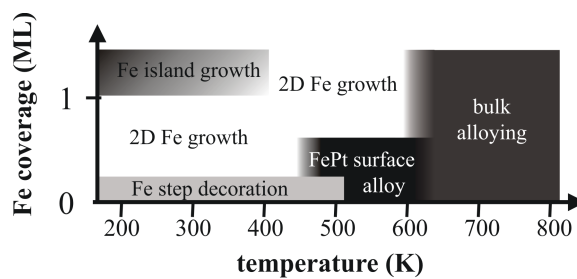 Fe coverage (ML)
1
0
Fe island growth
2D Fe growth
2D Fe growth
bulk
alloying
FePt surface
alloy
Fe step decoration
200 300 400 500 600 700 800
temperature (K)